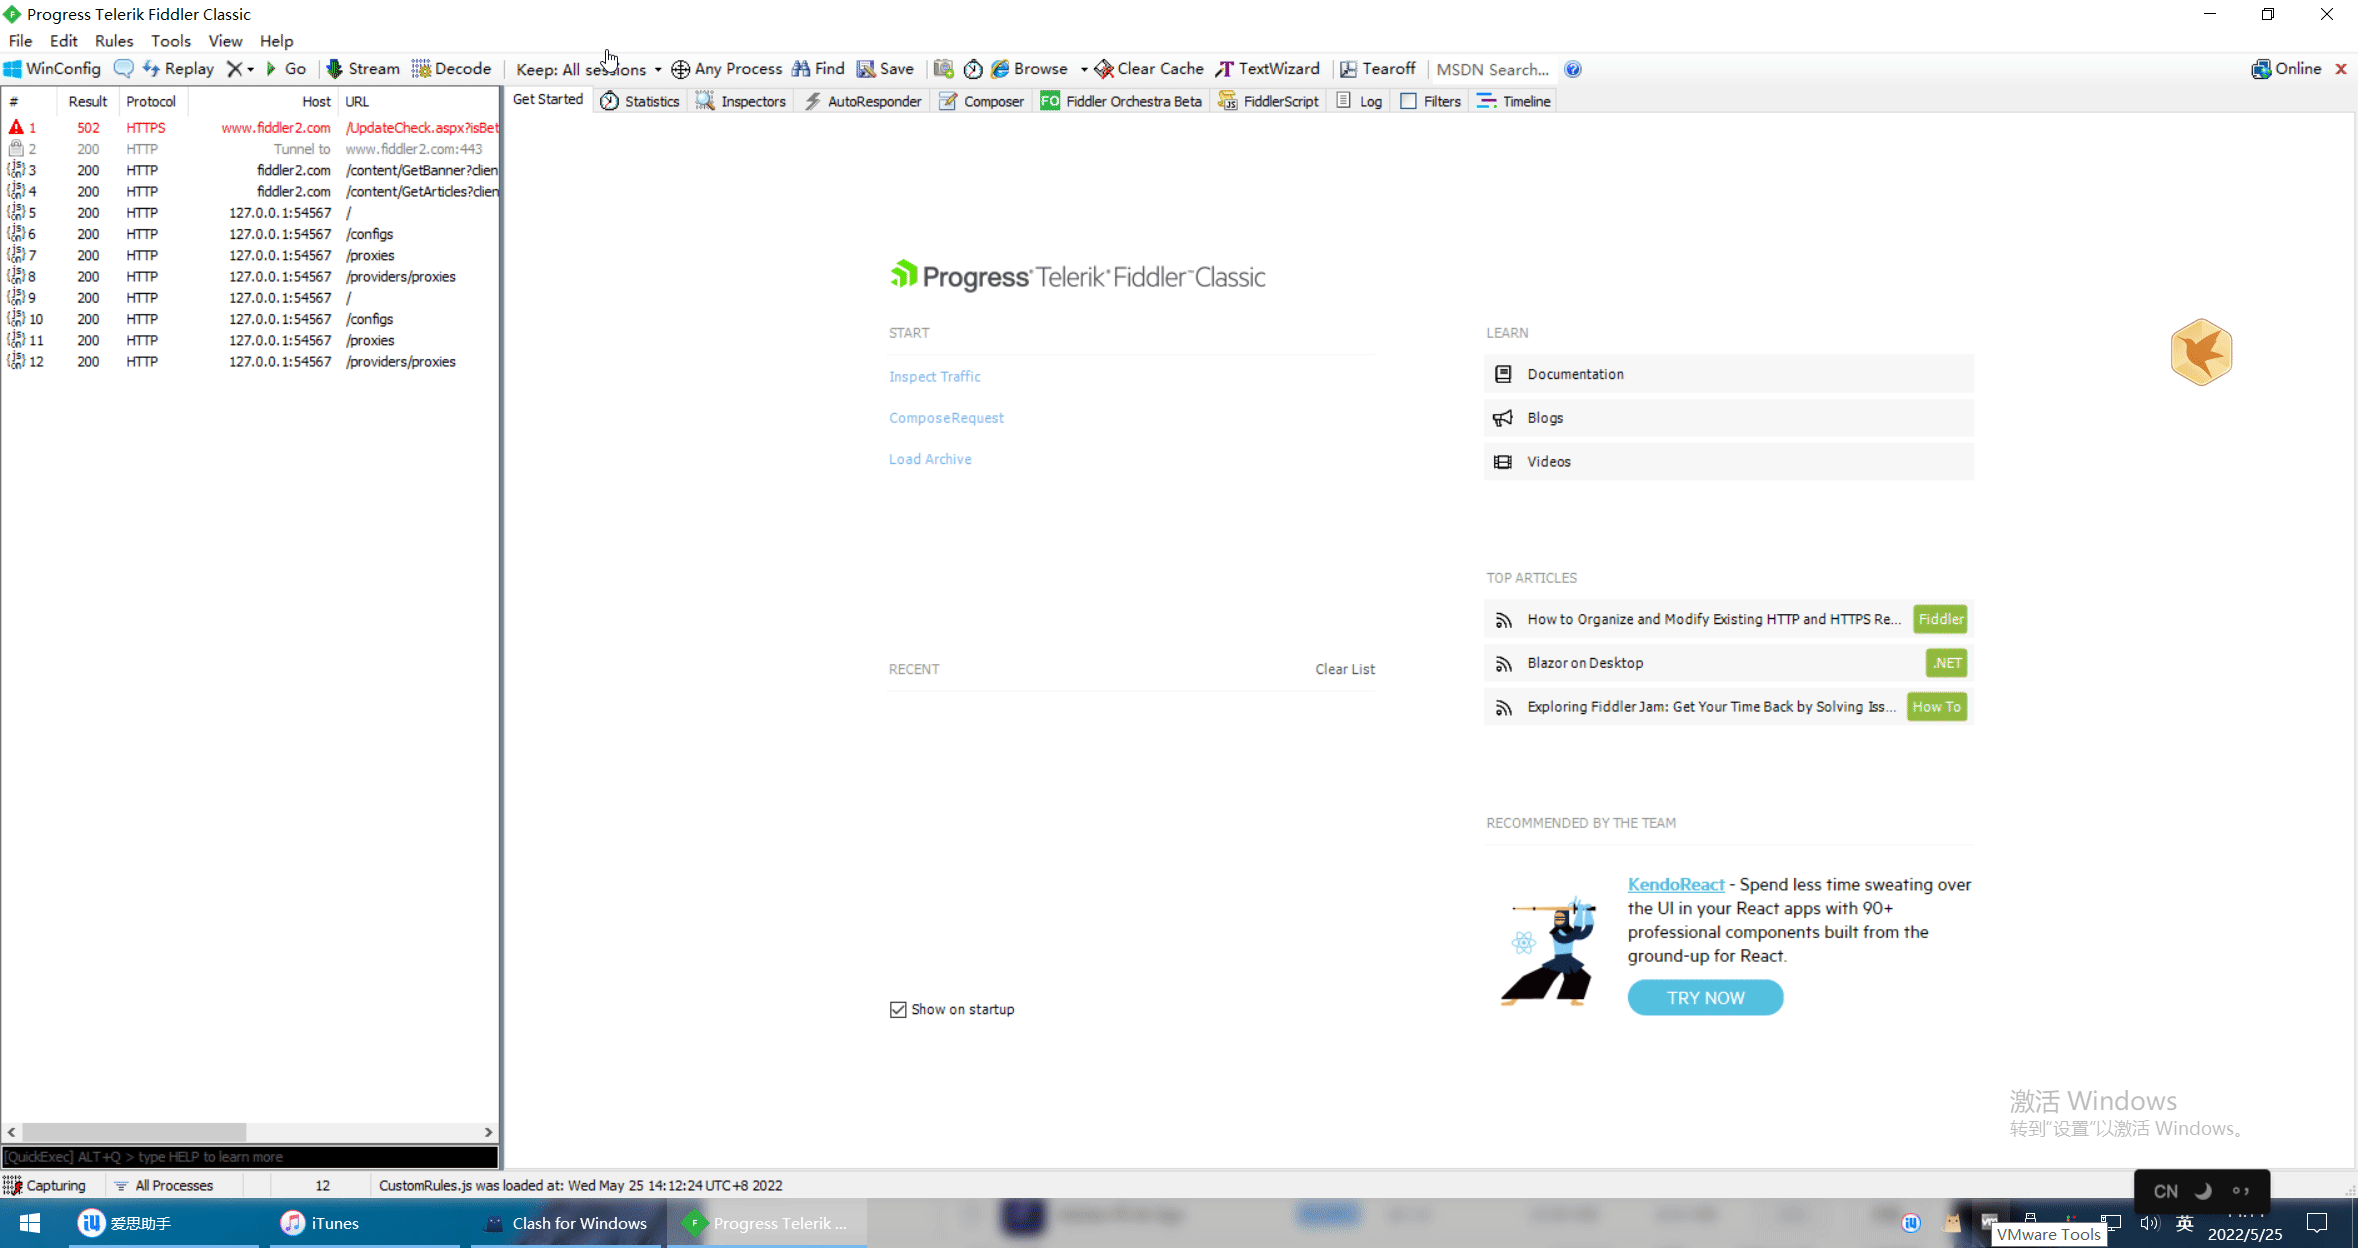 Progress Telerik Fiddler Classic
File Edit Rules Tools View Help
WinConfig Replay Go Stream Decode Keep: All sessions Any Process Find Save Browse Clear Cache TextWizard Tearoff MSDN Search... Online
# Result Protocol Host URL
Get Started Statistics Inspectors AutoResponder Composer FO Fiddler Orchestra Beta FiddlerScript Log Filters Timeline
1 502 HTTPS www.fiddler2.com /UpdateCheck.aspx?isBet
2 200 HTTP Tunnel to www.fiddler2.com:443
3 200 HTTP fiddler2.com /content/GetBanner?clien
4 200 HTTP fiddler2.com /content/GetArticles?clien
5 200 HTTP 127.0.0.1:54567 /
6 200 HTTP 127.0.0.1:54567 /configs
7 200 HTTP 127.0.0.1:54567 /proxies
8 200 HTTP 127.0.0.1:54567 /providers/proxies
9 200 HTTP 127.0.0.1:54567 /
10 200 HTTP 127.0.0.1:54567 /configs
11 200 HTTP 127.0.0.1:54567 /proxies
12 200 HTTP 127.0.0.1:54567 /providers/proxies
Progress Telerik Fiddler Classic
START
Inspect Traffic
Compose Request
Load Archive
RECENT Clear List
Show on startup
LEARN
Documentation
Blogs
Videos
TOP ARTICLES
How to Organize and Modify Existing HTTP and HTTPS Re... Fiddler
Blazor on Desktop .NET
Exploring Fiddler Jam: Get Your Time Back by Solving Iss... How To
RECOMMENDED BY THE TEAM
KendoReact - Spend less time sweating over
the UI in your React apps with 90+
professional components built from the
ground-up for React.
TRY NOW
激活 Windows
转到"设置"以激活 Windows。
[QuickExec] ALT+Q > type HELP to learn more
Capturing All Processes 12 CustomRules.js was loaded at: Wed May 25 14:12:24 UTC+8 2022
CN
爱思助手 iTunes Clash for Windows Progress Telerik ... 英
VMware Tools 2022/5/25